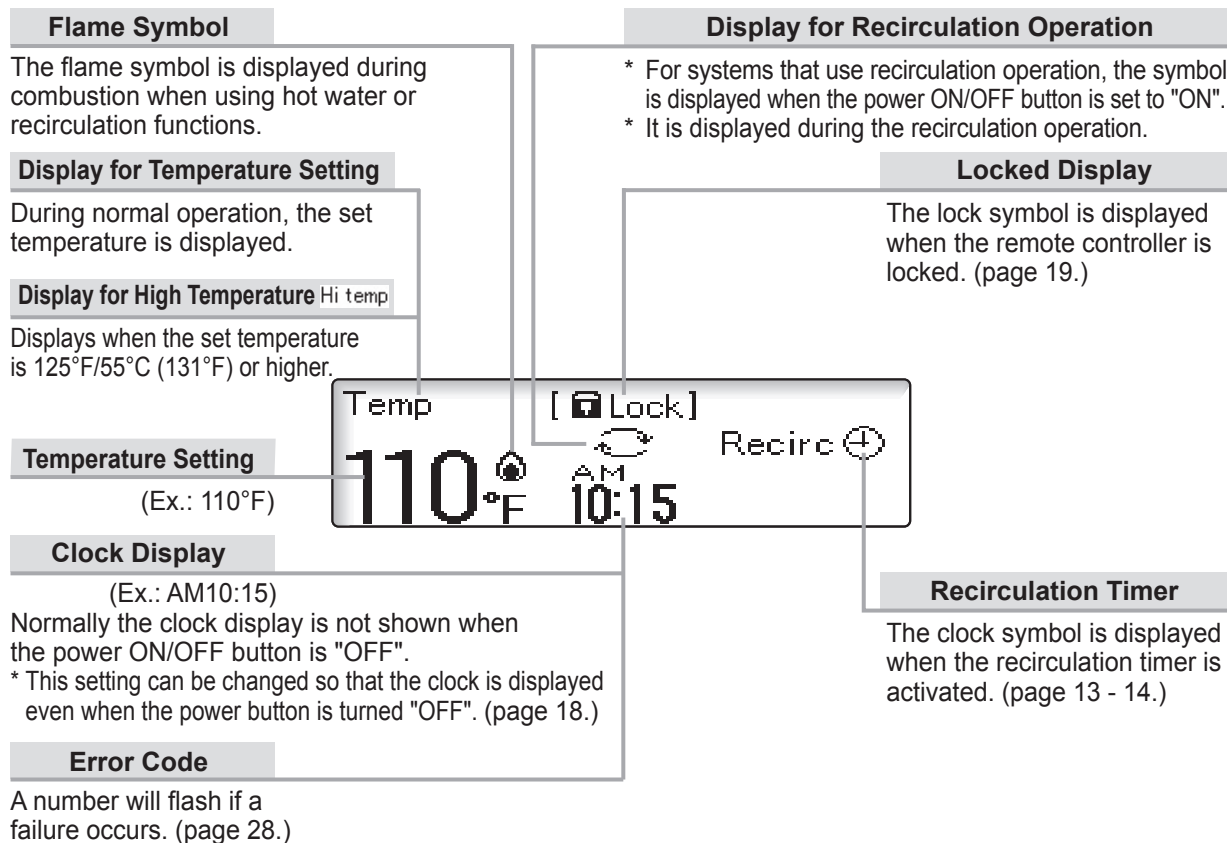 Flame Symbol
The flame symbol is displayed during
combustion when using hot water or
recirculation functions.
Display for Temperature Setting
During normal operation, the set
temperature is displayed.
Display for High Temperature Hi temp
Displays when the set temperature
is 125°F/55°C (131°F) or higher.
Display for Recirculation Operation
* For systems that use recirculation operation, the symbol
is displayed when the power ON/OFF button is set to "ON".
* It is displayed during the recirculation operation.
Locked Display
The lock symbol is displayed
when the remote controller is
locked. (page 19.)
Temp [ Lock]
Recirc
110°F
AM
10:15
Temperature Setting
(Ex.: 110°F)
Clock Display
(Ex.: AM10:15)
Normally the clock display is not shown when
the power ON/OFF button is "OFF".
* This setting can be changed so that the clock is displayed
even when the power button is turned "OFF". (page 18.)
Error Code
A number will flash if a
failure occurs. (page 28.)
Recirculation Timer
The clock symbol is displayed
when the recirculation timer is
activated. (page 13 - 14.)